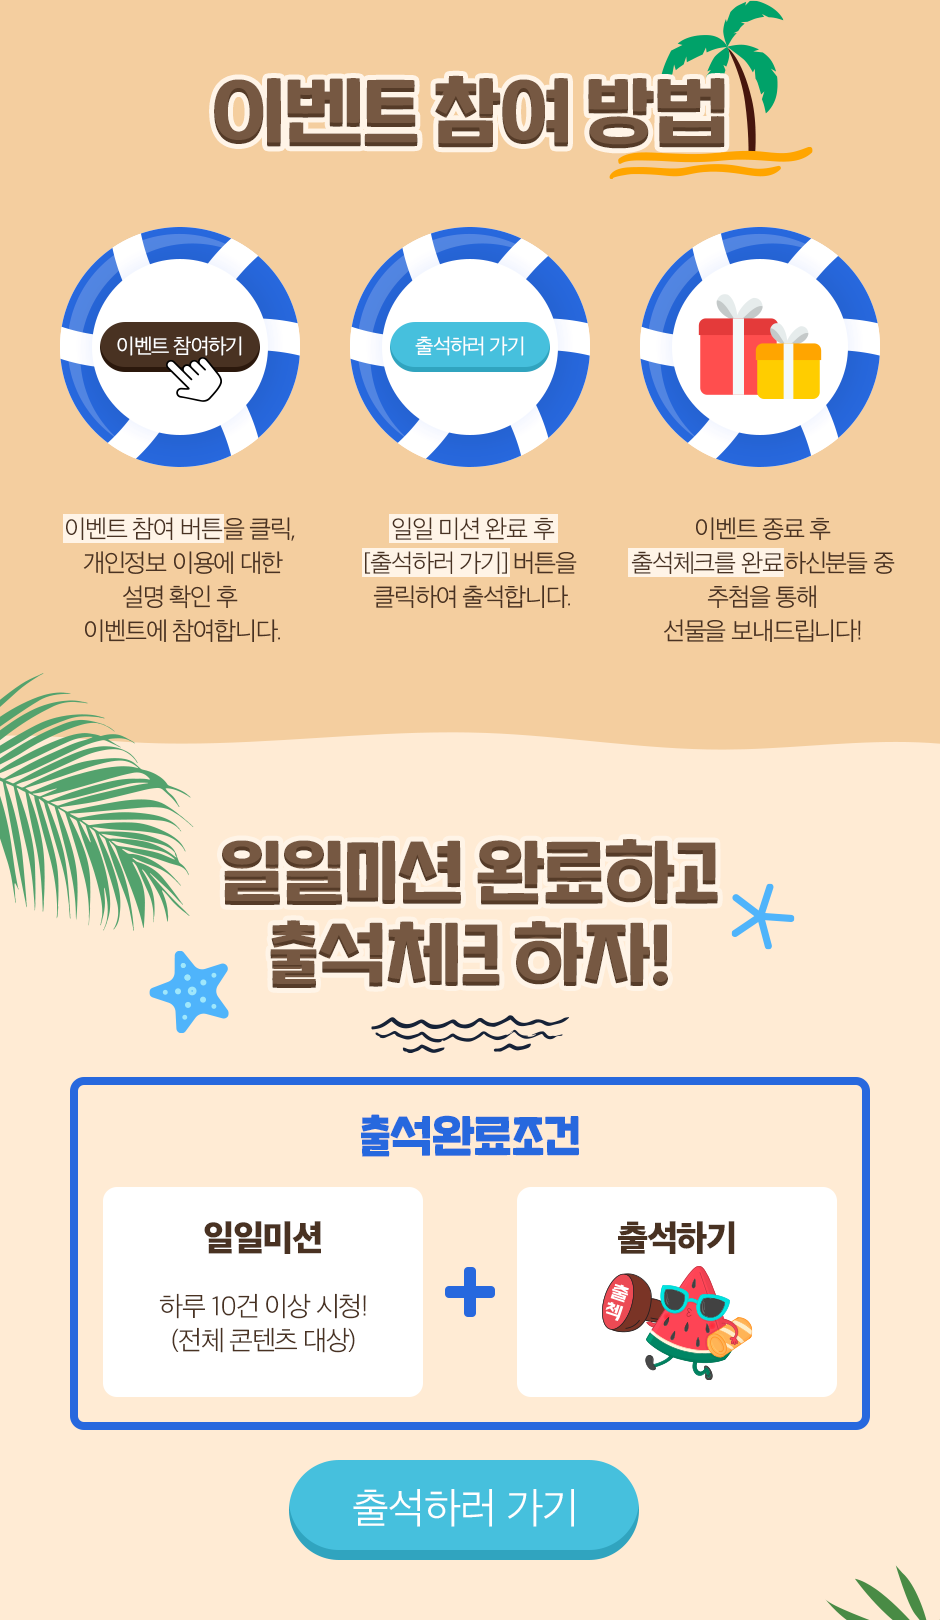 이벤트 참여 방법
이벤트 참여하기
출석하러 가기
이벤트 참여 버튼을 클릭,
개인정보 이용에 대한
설명 확인 후
이벤트에 참여합니다.
일일 미션 완료 후
[출석하러 가기] 버튼을
클릭하여 출석합니다.
이벤트 종료 후
출석체크를 완료하신분들 중
추첨을 통해
선물을 보내드립니다!
일일미션 완료하고
출석체크 하자!
출석완료조건
일일미션
하루 10건 이상 시청!
(전체 콘텐츠 대상)
출석하기
출
첵
출석하러 가기